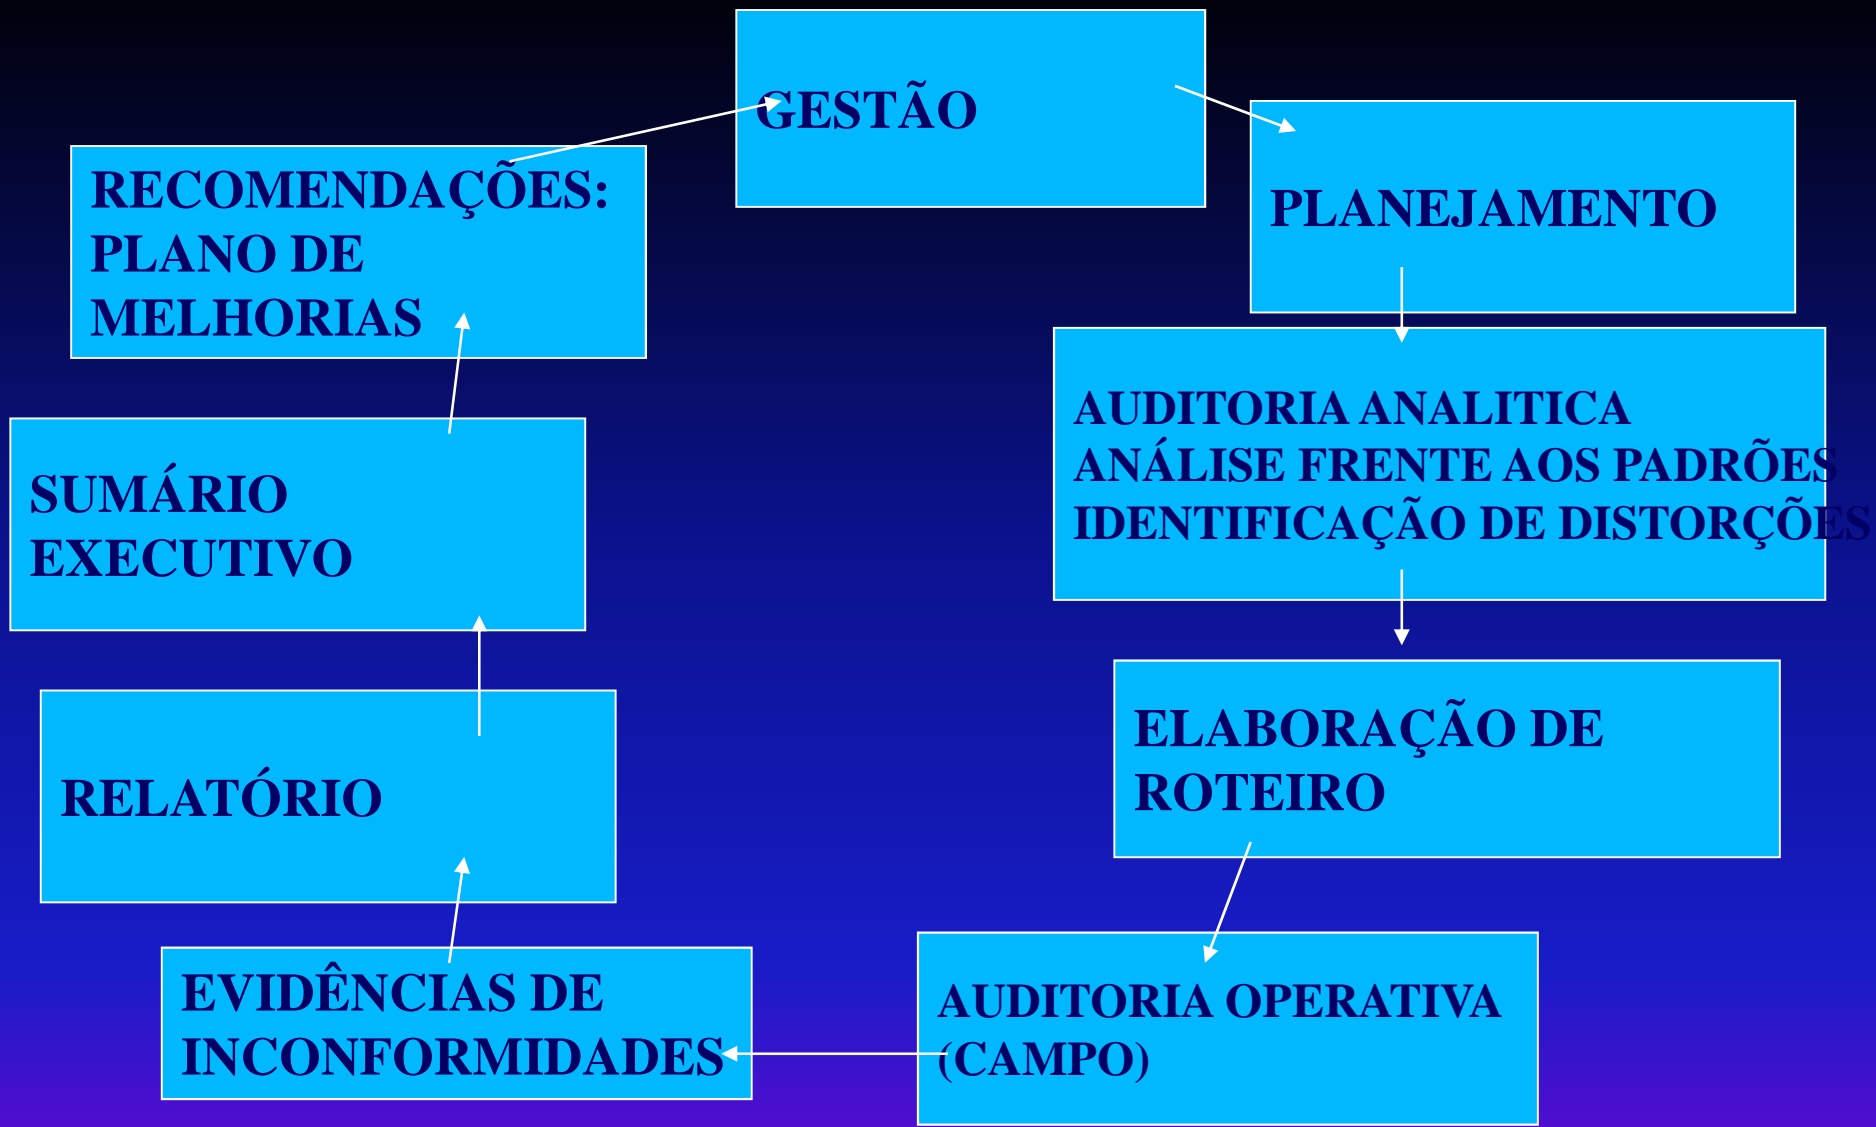 GESTÃO
PLANEJAMENTO
AUDITORIA ANALITICA
ANÁLISE FRENTE AOS PADRÕES
IDENTIFICAÇÃO DE DISTORÇÕES
ELABORAÇÃO DE
ROTEIRO
AUDITORIA OPERATIVA
(CAMPO)
EVIDÊNCIAS DE
INCONFORMIDADES
RELATÓRIO
SUMÁRIO
EXECUTIVO
RECOMENDAÇÕES:
PLANO DE
MELHORIAS